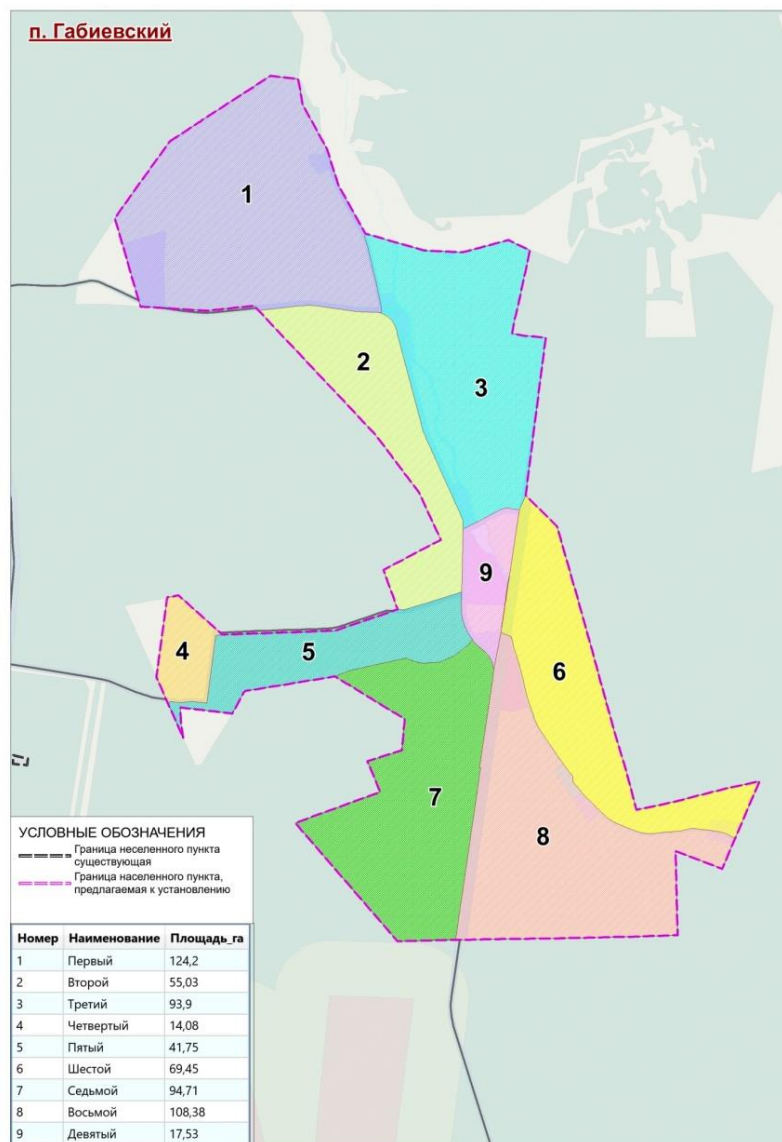 п. Габиевский
1
2
3
9
4
5
6
7
8
УСЛОВНЫЕ ОБОЗНАЧЕНИЯ
Граница неселенного пункта
существующая
Граница населенного пункта,
предлагаемая к установлению
Номер Наименование Площадь_га
1 Первый 124,2
2 Второй 55,03
3 Третий 93,9
4 Четвертый 14,08
5 Пятый 41,75
6 Шестой 69,45
7 Седьмой 94,71
8 Восьмой 108,38
9 Девятый 17,53